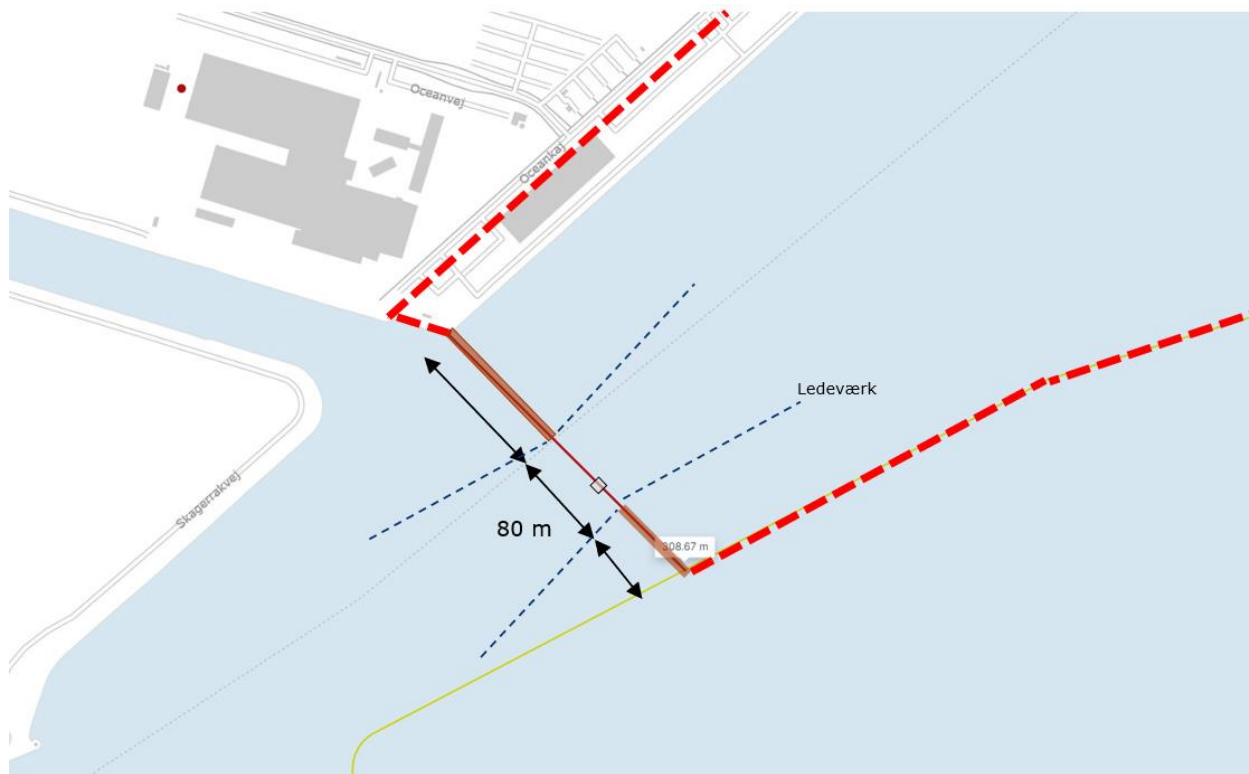 Oceanvej
Oceankaj
Ledeværk
Skagerrakvej
80 m
308.67 m